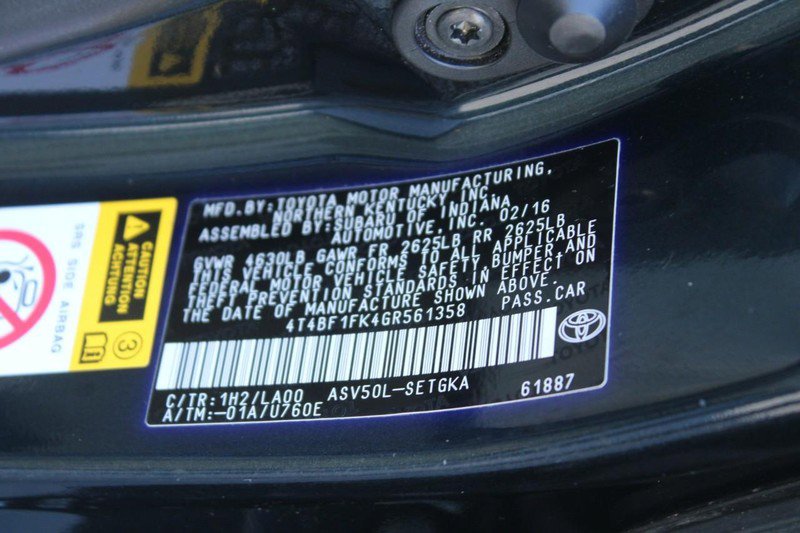 MFD.BY:TOYOTA MOTOR MANUFACTURING,
NORTHERN KENTUCKY INC.
ASSEMBLED BY:SUBARU OF INDIANA
AUTOMOTIVE,INC. 02/16
GVWR 4630LB GAWR FR 2625LB RR 2625LB
THIS VEHICLE CONFORMS TO ALL APPLICABLE
FEDERAL MOTOR VEHICLE SAFETY,BUMPER AND
THEFT PREVENTION STANDARDS IN EFFECT ON
THE DATE OF MANUFACTURE SHOWN ABOVE.
4T4BF1FK4GR561358 PASS.CAR
TOYOTA
C/TR:1H2/LA00 ASV50L-SETGKA 61887
A/TM:-01A/U760E
CAUTION
ATTENTION
ACHTUNG
SRS SIDE AIRBAG
3